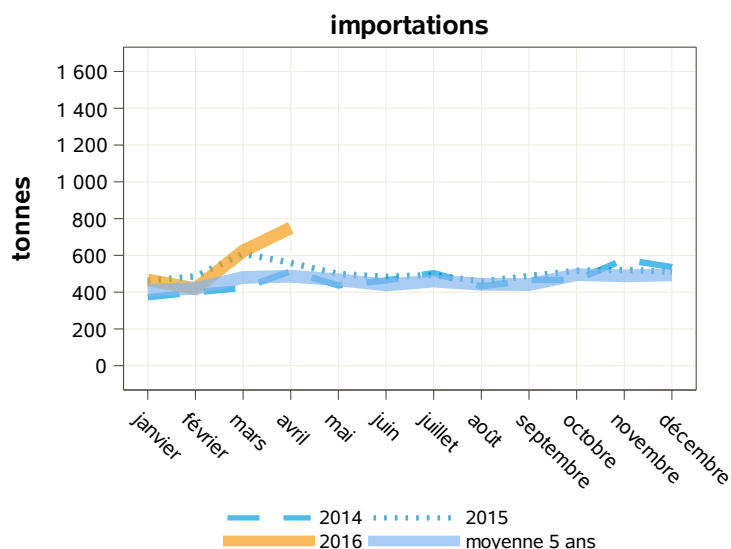 importations
tonnes
1 600
1 400
1 200
1 000
800
600
400
200
0
janvier
février
mars
avril
mai
juin
juillet
août
septembre
octobre
novembre
décembre
2014
2015
2016
moyenne 5 ans